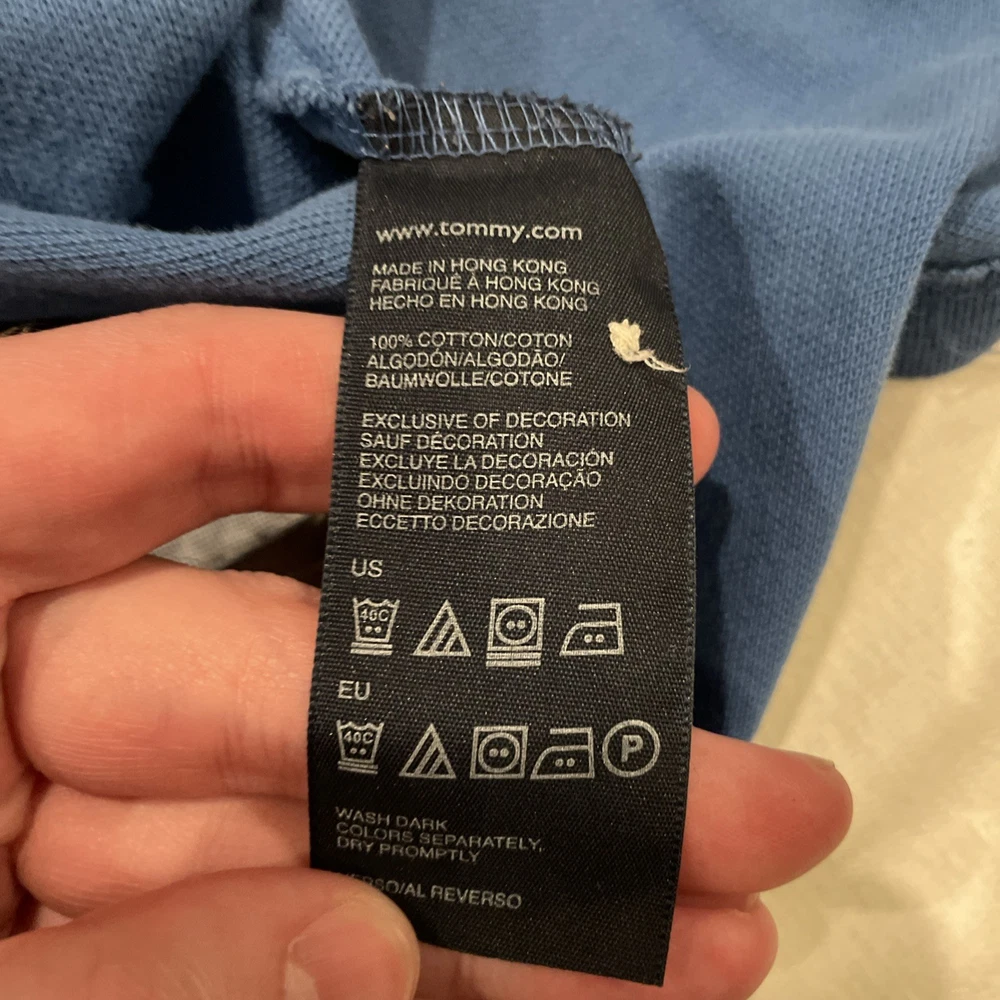 www.tommy.com
MADE IN HONG KONG
FABRIQUÉ À HONG KONG
HECHO EN HONG KONG
100% COTTON/COTON
ALGODÓN/ALGODÃO/
BAUMWOLLE/COTONE
EXCLUSIVE OF DECORATION
SAUF DÉCORATION
EXCLUYE LA DECORACIÓN
EXCLUINDO DECORAÇÃO
OHNE DEKORATION
ECCETTO DECORAZIONE
US
40C
EU
40C
P
WASH DARK
COLORS SEPARATELY,
DRY PROMPTLY
REVERSO